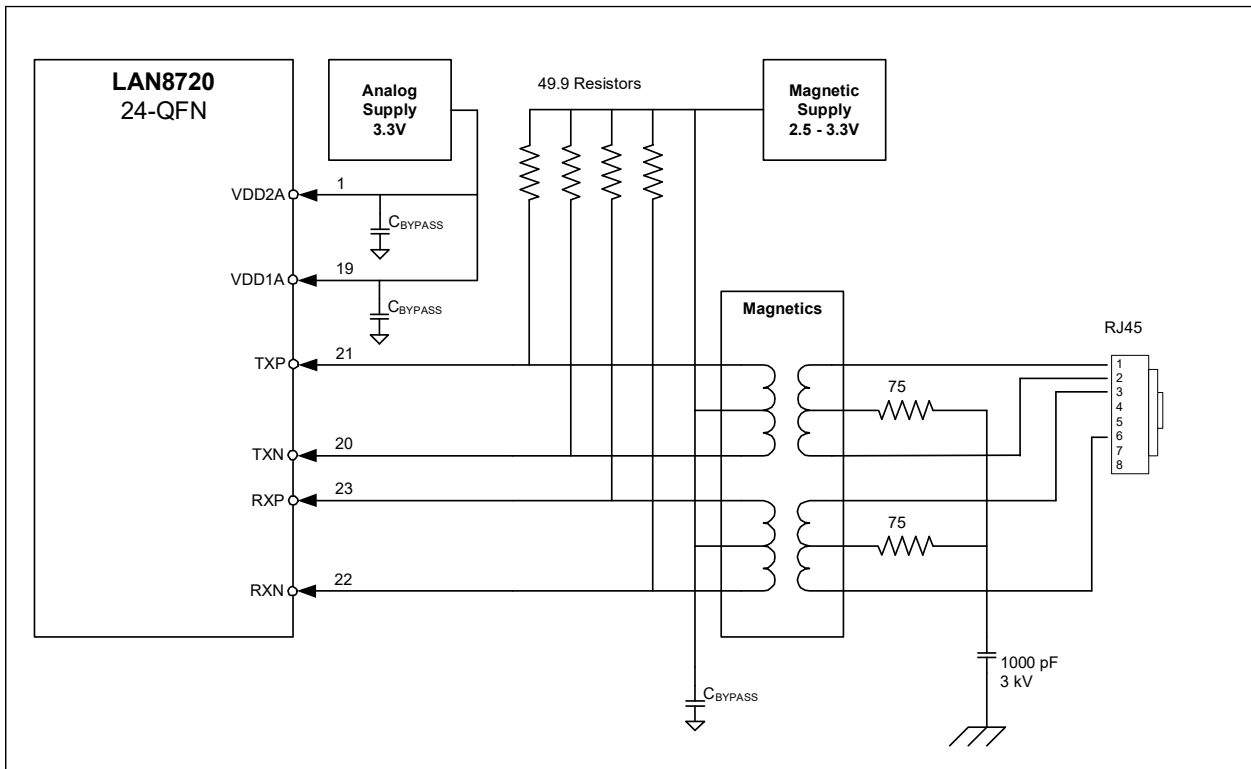 LAN8720
24-QFN
Analog
Supply
3.3V
49.9 Resistors
Magnetic
Supply
2.5 - 3.3V
VDD2A
1
CBYPASS
VDD1A
19
CBYPASS
Magnetics
RJ45
TXP
21
1
2
3
4
5
6
7
8
75
TXN
20
RXP
23
75
RXN
22
1000 pF
3 kV
CBYPASS